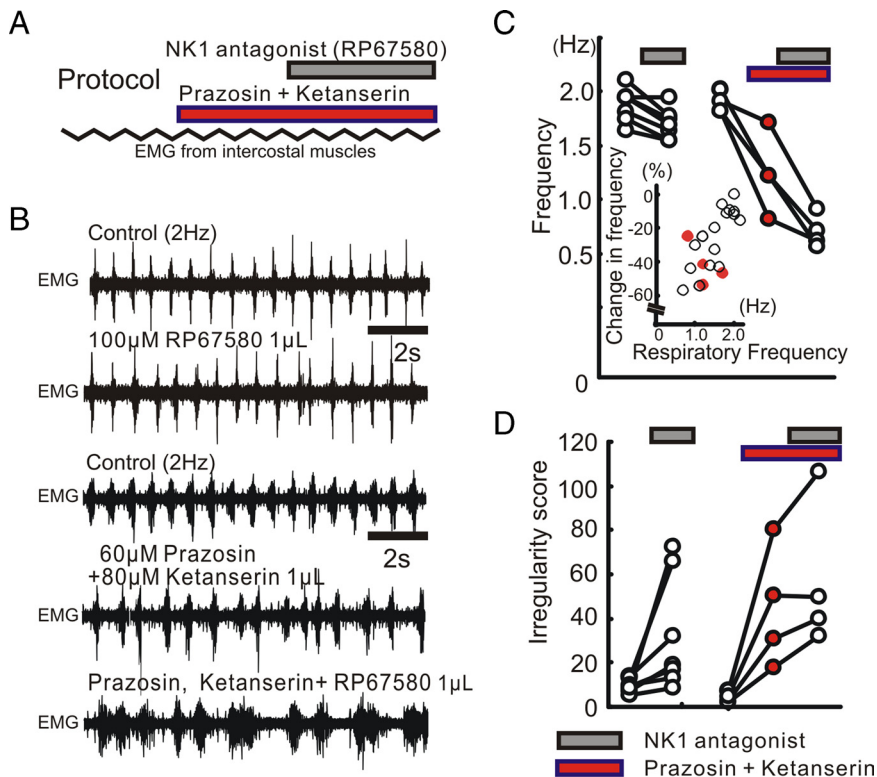 A
NK1 antagonist (RP67580)
Protocol
Prazosin + Ketanserin
EMG from intercostal muscles
B
Control (2Hz)
EMG
2s
100µM RP67580 1µL
EMG
Control (2Hz)
EMG
2s
60µM Prazosin
+80µM Ketanserin 1µL
EMG
Prazosin, Ketanserin+ RP67580 1µL
EMG
C
(Hz)
2.0
1.5
1.0
0.5
0
Frequency
(%)
0
-20
-40
-60
Change in frequency
(Hz)
0 1.0 2.0
Respiratory Frequency
D
120
100
80
60
40
20
0
Irregularity score
NK1 antagonist
Prazosin + Ketanserin